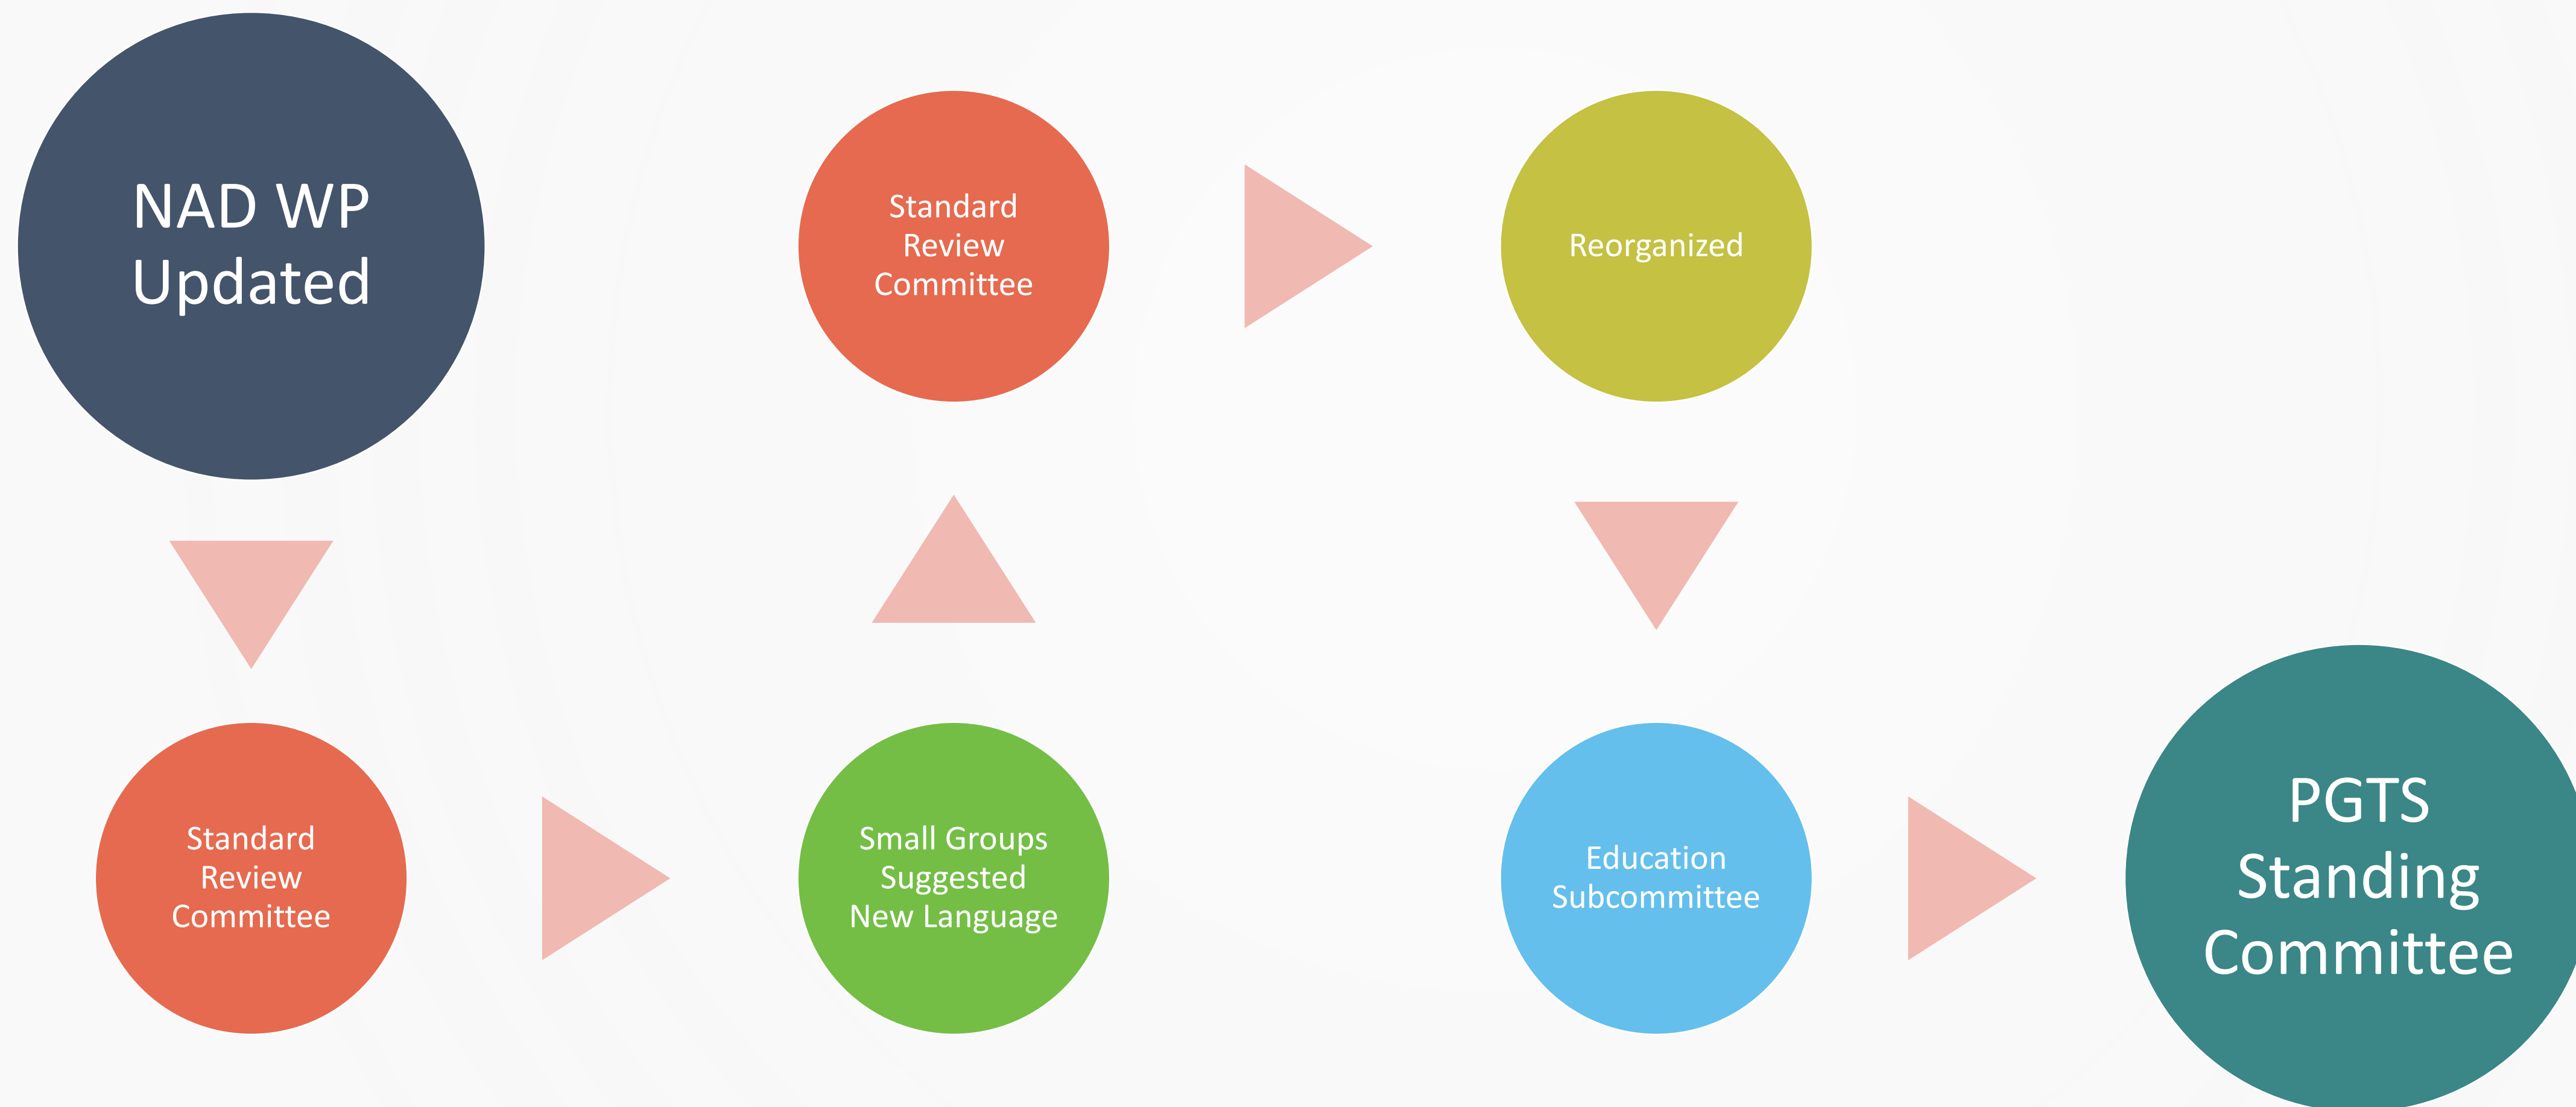 NAD WP
Updated
Standard
Review
Committee
Small Groups
Suggested
New Language
Standard
Review
Committee
Reorganized
Education
Subcommittee
PGTS
Standing
Committee